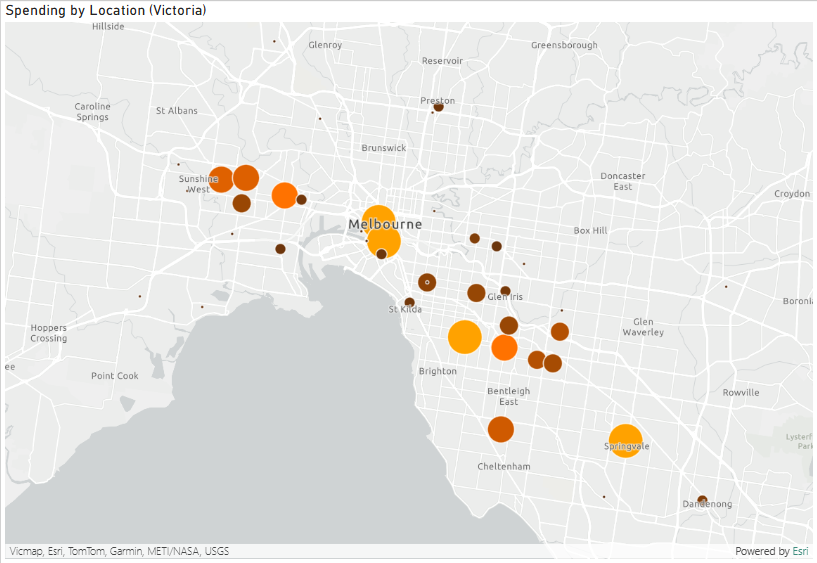 Spending by Location (Victoria)
Hillside
Glenroy
Greensborough
Reservoir
Preston
Caroline
Springs
St Albans
Brunswick
Sunshine
West
Doncaster
East
Croydon
Melbourne
Box Hill
Glen Iris
St Kilda
Boronia
Hoppers
Crossing
Glen
Waverley
ee
Point Cook
Brighton
Rowville
Bentleigh
East
Springvale
Lysterf
Park
Cheltenham
Dandenong
Vicmap, Esri, TomTom, Garmin, METI/NASA, USGS
Powered by Esri